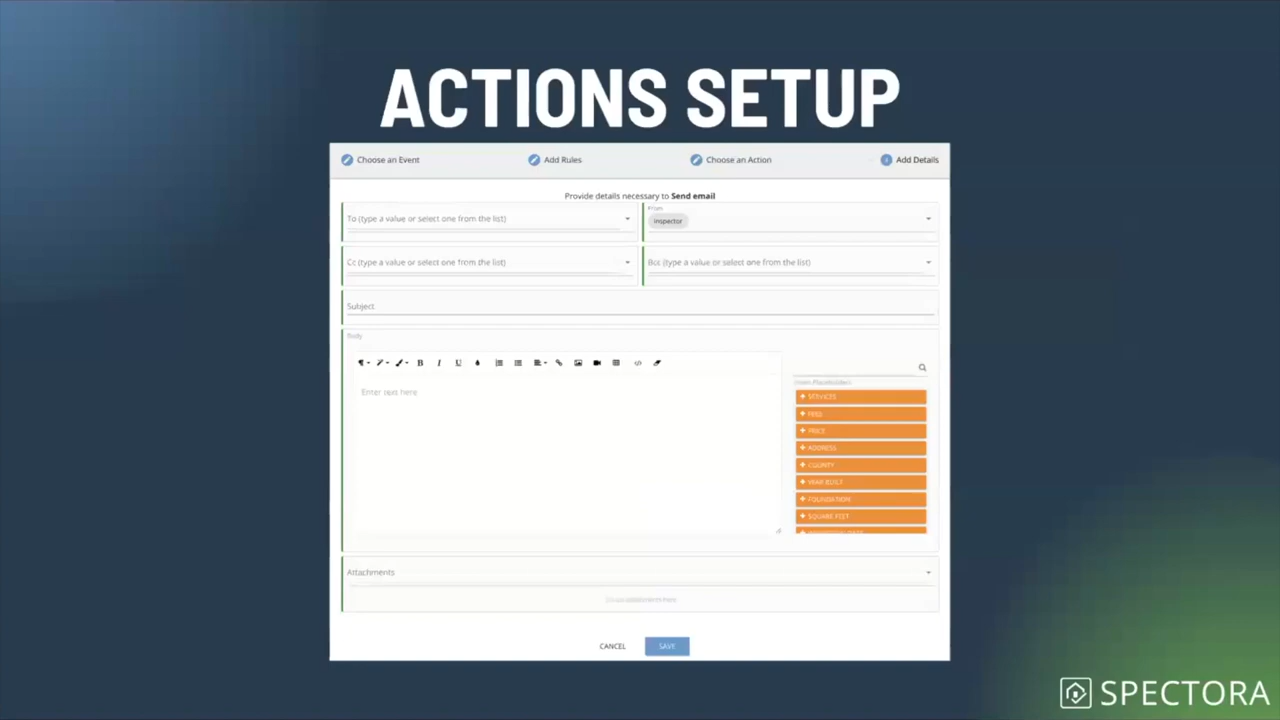 ACTIONS SETUP
Choose an Event
Add Rules
Choose an Action
Add Details
Provide details necessary to Send email
To (type a value or select one from the list)
From
inspector
Cc (type a value or select one from the list)
Bcc (type a value or select one from the list)
Subject
Body
B I U
Enter text here
Placeholders
+ SERVICES
+ FEES
+ PRICE
+ ADDRESS
+ COUNTY
+ YEAR BUILT
+ FOUNDATION
+ SQUARE FEET
Attachments
CANCEL
SAVE
SPECTORA